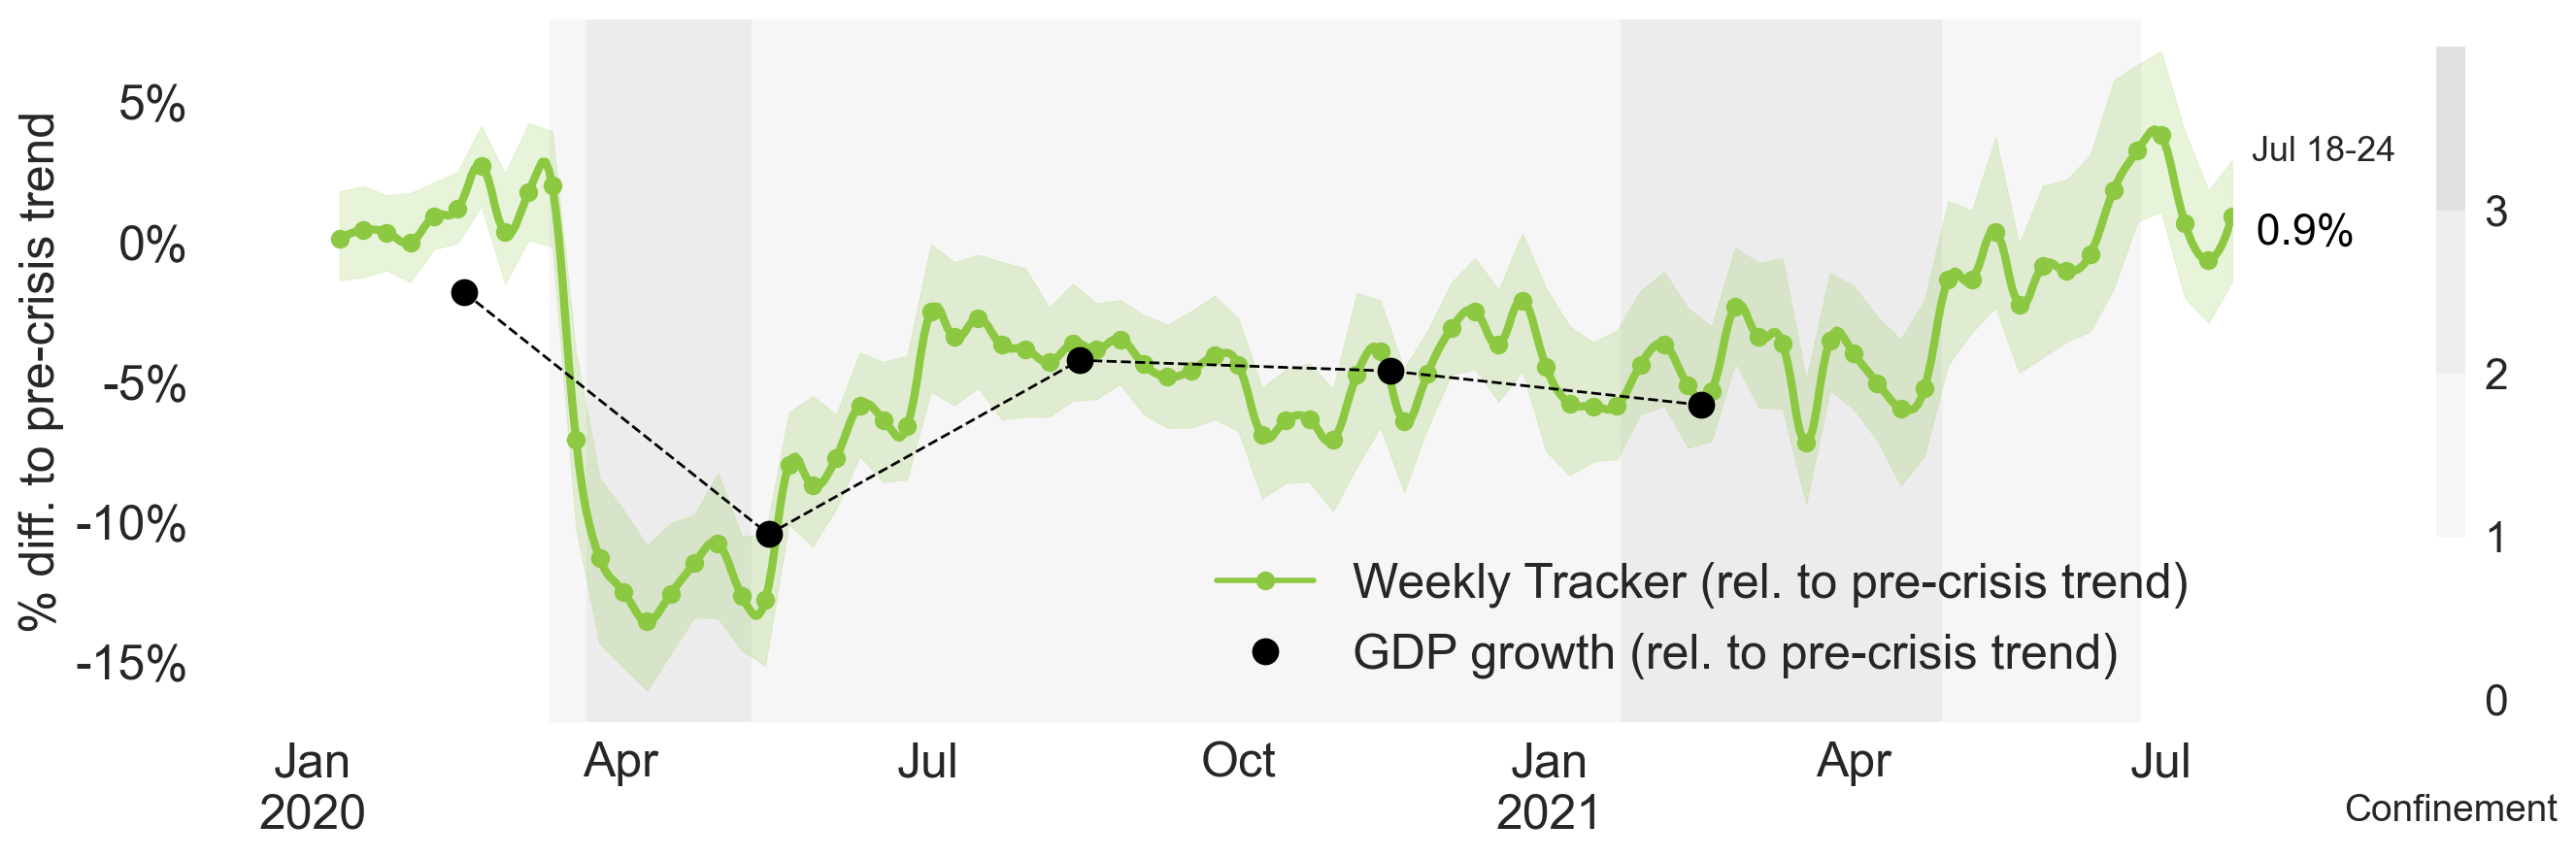 % diff. to pre-crisis trend
5%
0%
-5%
-10%
-15%
Jan
2020
Apr
Jul
Oct
Jan
2021
Apr
Jul
Weekly Tracker (rel. to pre-crisis trend)
GDP growth (rel. to pre-crisis trend)
Jul 18-24
0.9%
3
2
1
0
Confinement